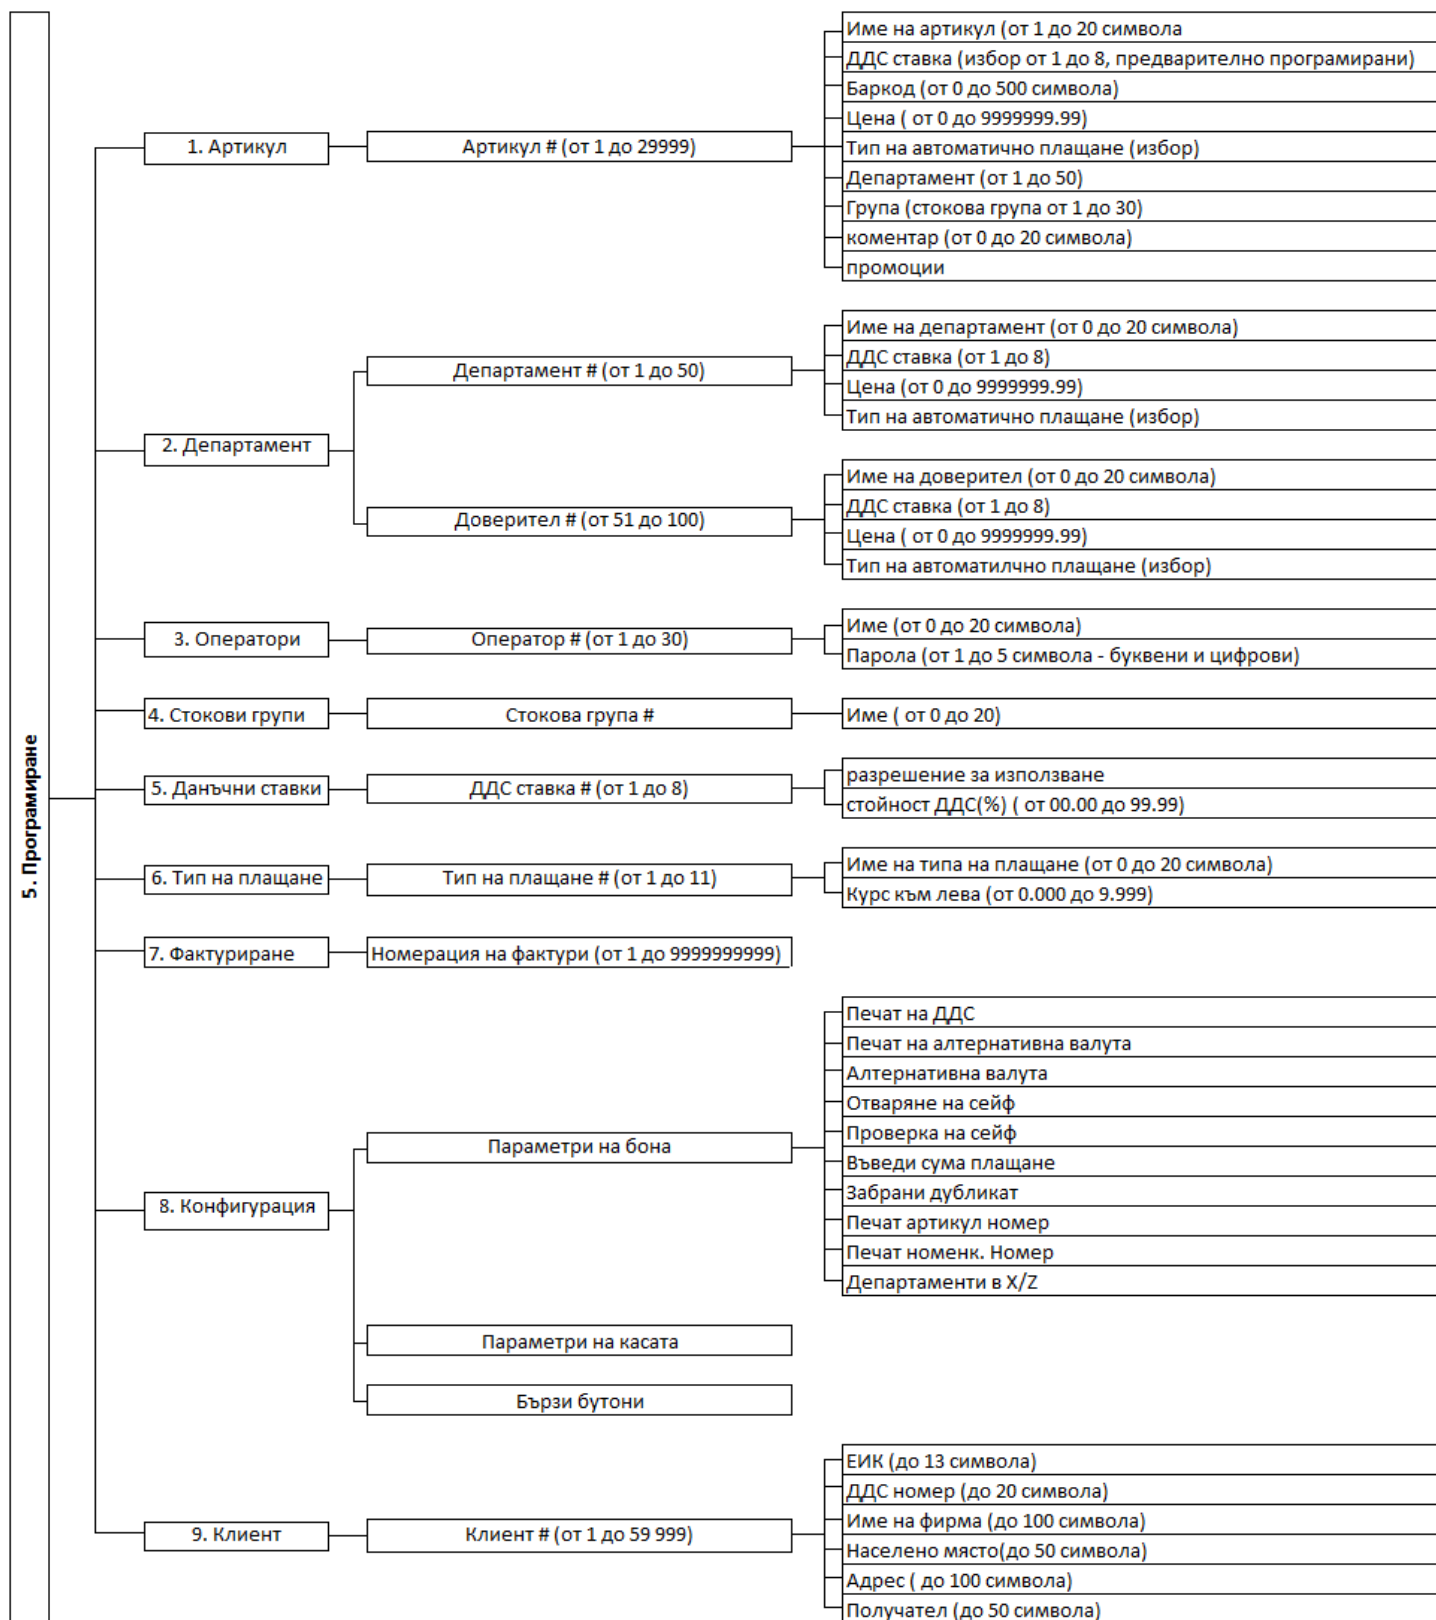 5. Програмиране
1. Артикул
Артикул # (от 1 до 29999)
Име на артикул (от 1 до 20 символа
ДДС ставка (избор от 1 до 8, предварително програмирани)
Баркод (от 0 до 500 символа)
Цена ( от 0 до 9999999.99)
Тип на автоматично плащане (избор)
Департамент (от 1 до 50)
Група (стокова група от 1 до 30)
коментар (от 0 до 20 символа)
промоции
2. Департамент
Департамент # (от 1 до 50)
Име на департамент (от 0 до 20 символа)
ДДС ставка (от 1 до 8)
Цена (от 0 до 9999999.99)
Тип на автоматично плащане (избор)
Доверител # (от 51 до 100)
Име на доверител (от 0 до 20 символа)
ДДС ставка (от 1 до 8)
Цена ( от 0 до 9999999.99)
Тип на автоматилчно плащане (избор)
3. Оператори
Оператор # (от 1 до 30)
Име (от 0 до 20 символа)
Парола (от 1 до 5 символа - буквени и цифрови)
4. Стокови групи
Стокова група #
Име ( от 0 до 20)
5. Данъчни ставки
ДДС ставка # (от 1 до 8)
разрешение за използване
стойност ДДС(%) ( от 00.00 до 99.99)
6. Тип на плащане
Тип на плащане # (от 1 до 11)
Име на типа на плащане (от 0 до 20 символа)
Курс към лева (от 0.000 до 9.999)
7. Фактуриране
Номерация на фактури (от 1 до 9999999999)
8. Конфигурация
Параметри на бона
Печат на ДДС
Печат на алтернативна валута
Алтернативна валута
Отваряне на сейф
Проверка на сейф
Въведи сума плащане
Забрани дубликат
Печат артикул номер
Печат номенк. Номер
Департаменти в X/Z
Параметри на касата
Бързи бутони
9. Клиент
Клиент # (от 1 до 59 999)
ЕИК (до 13 символа)
ДДС номер (до 20 символа)
Име на фирма (до 100 символа)
Населено място(до 50 символа)
Адрес ( до 100 символа)
Получател (до 50 символа)